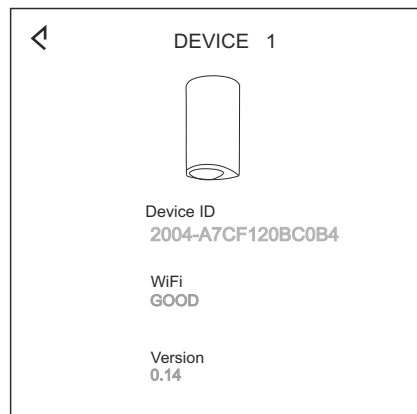 DEVICE 1
Device ID
2004-A7CF120BC0B4
WiFi
GOOD
Version
0.14